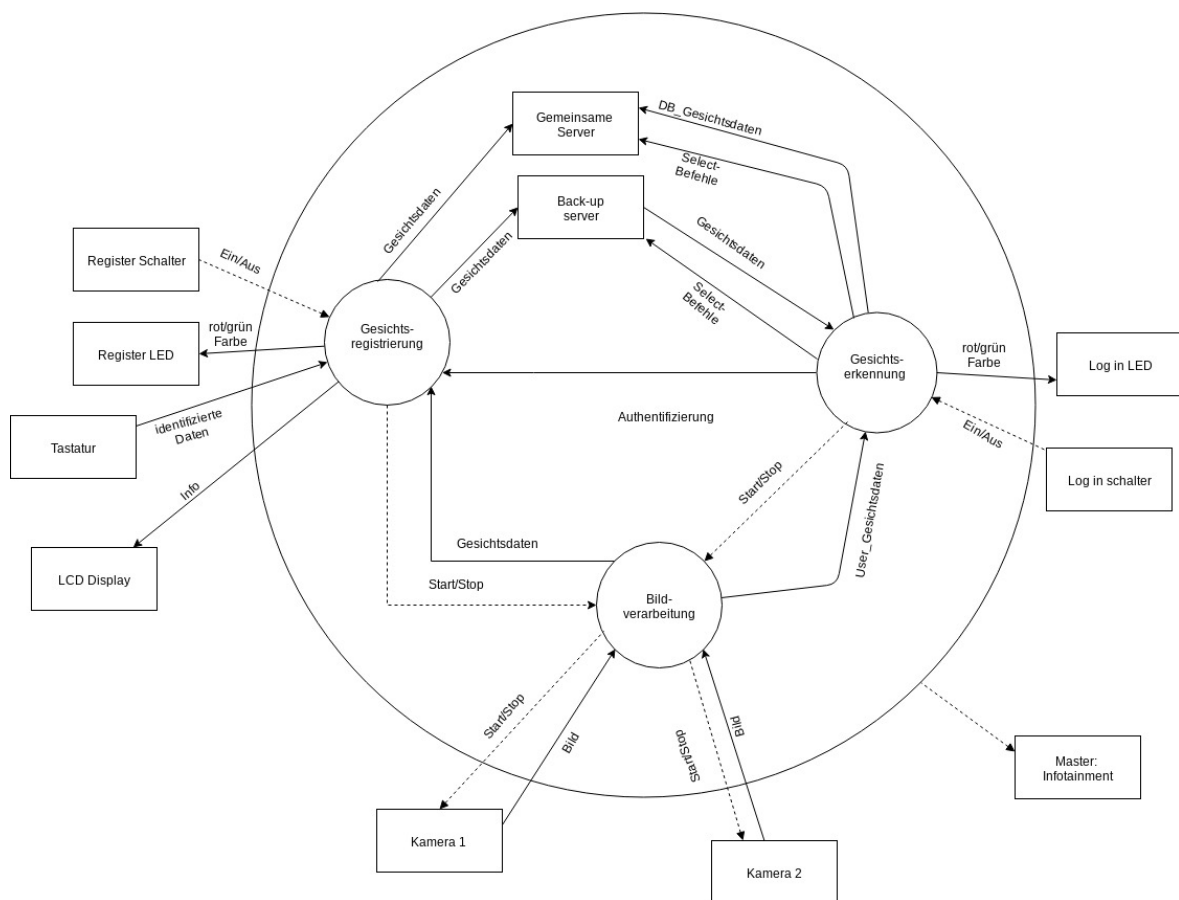 Gemeinsame
Server
DB_Gesichtsdaten
Select-
Befehle
Back-up
server
Gesichtsdaten
Gesichtsdaten
Gesichtsdaten
Select-
Befehle
Register Schalter
Ein/Aus
Gesichts-
registrierung
rot/grün
Farbe
Register LED
Gesichts-
erkennung
rot/grün
Farbe
Log in LED
identifizierte
Daten
Tastatur
Authentifizierung
Ein/Aus
Log in schalter
Info
Start/Stop
User_Gesichtsdaten
LCD Display
Gesichtsdaten
Start/Stop
Bild-
verarbeitung
Start/Stop
Bild
Start/Stop
Bild
Master:
Infotainment
Kamera 1
Kamera 2